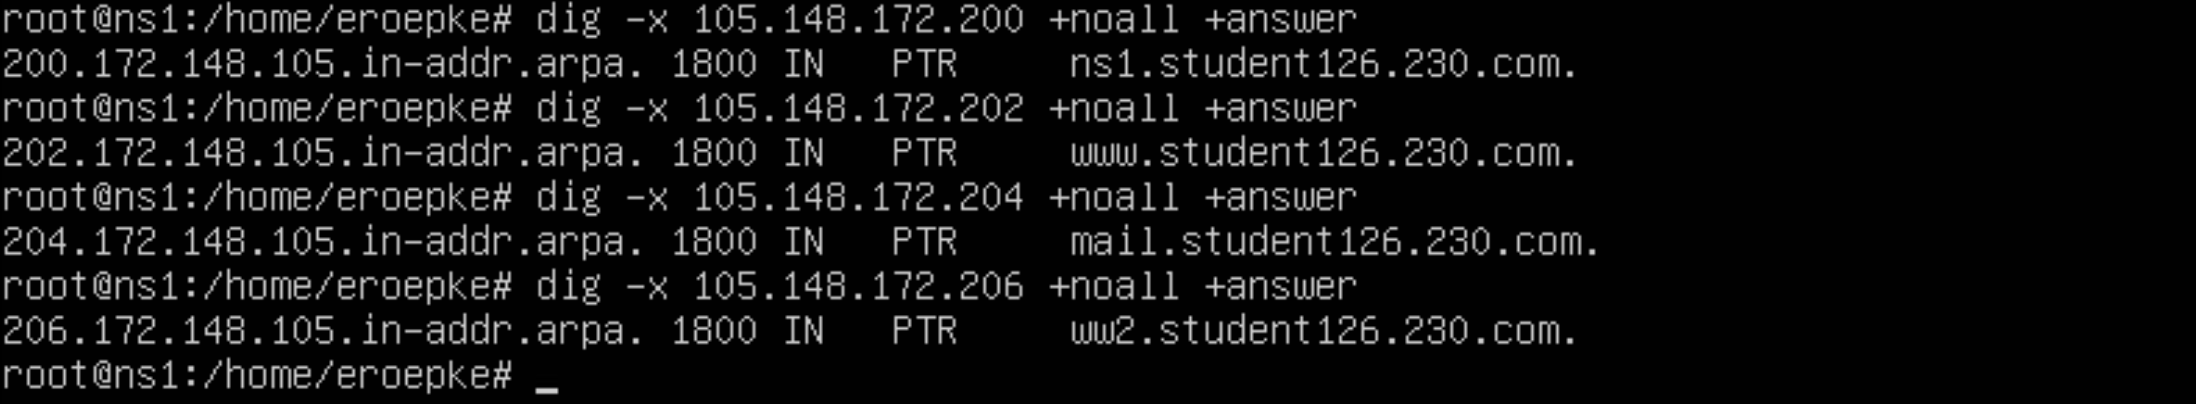 root@ns1:/home/eroepke# dig -x 105.148.172.200 +noall +answer
200.172.148.105.in-addr.arpa. 1800 IN   PTR     ns1.student126.230.com.
root@ns1:/home/eroepke# dig -x 105.148.172.202 +noall +answer
202.172.148.105.in-addr.arpa. 1800 IN   PTR     www.student126.230.com.
root@ns1:/home/eroepke# dig -x 105.148.172.204 +noall +answer
204.172.148.105.in-addr.arpa. 1800 IN   PTR     mail.student126.230.com.
root@ns1:/home/eroepke# dig -x 105.148.172.206 +noall +answer
206.172.148.105.in-addr.arpa. 1800 IN   PTR     ww2.student126.230.com.
root@ns1:/home/eroepke# _